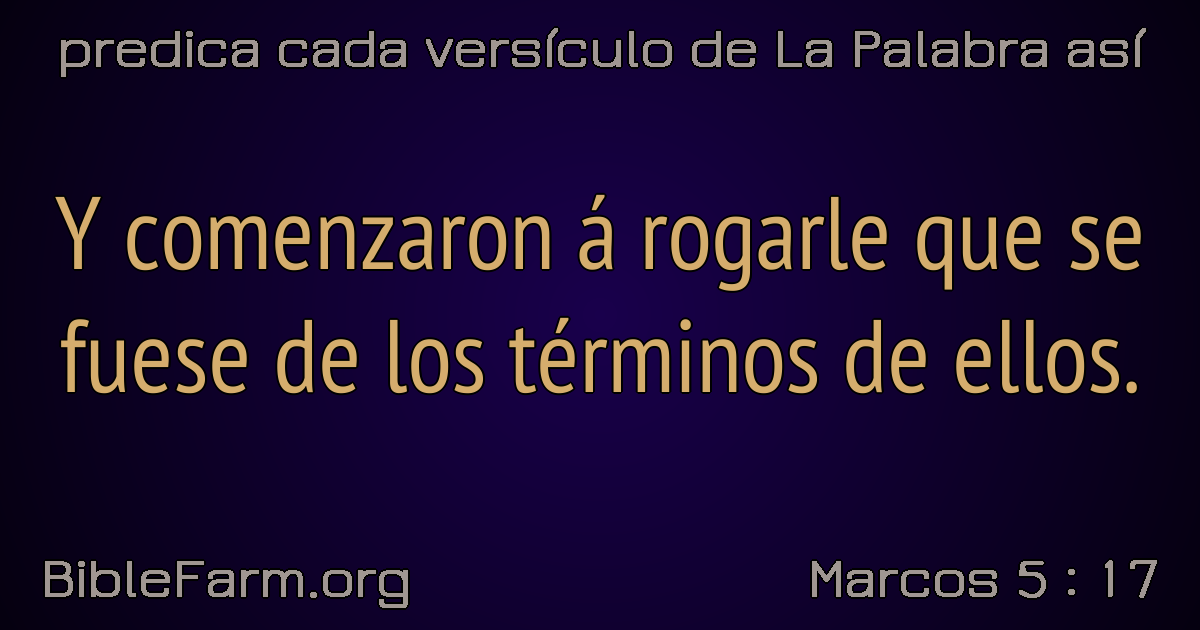 predica cada versículo de La Palabra así
Y comenzaron á rogarle que se
fuese de los términos de ellos.
BibleFarm.org
Marcos 5 : 17